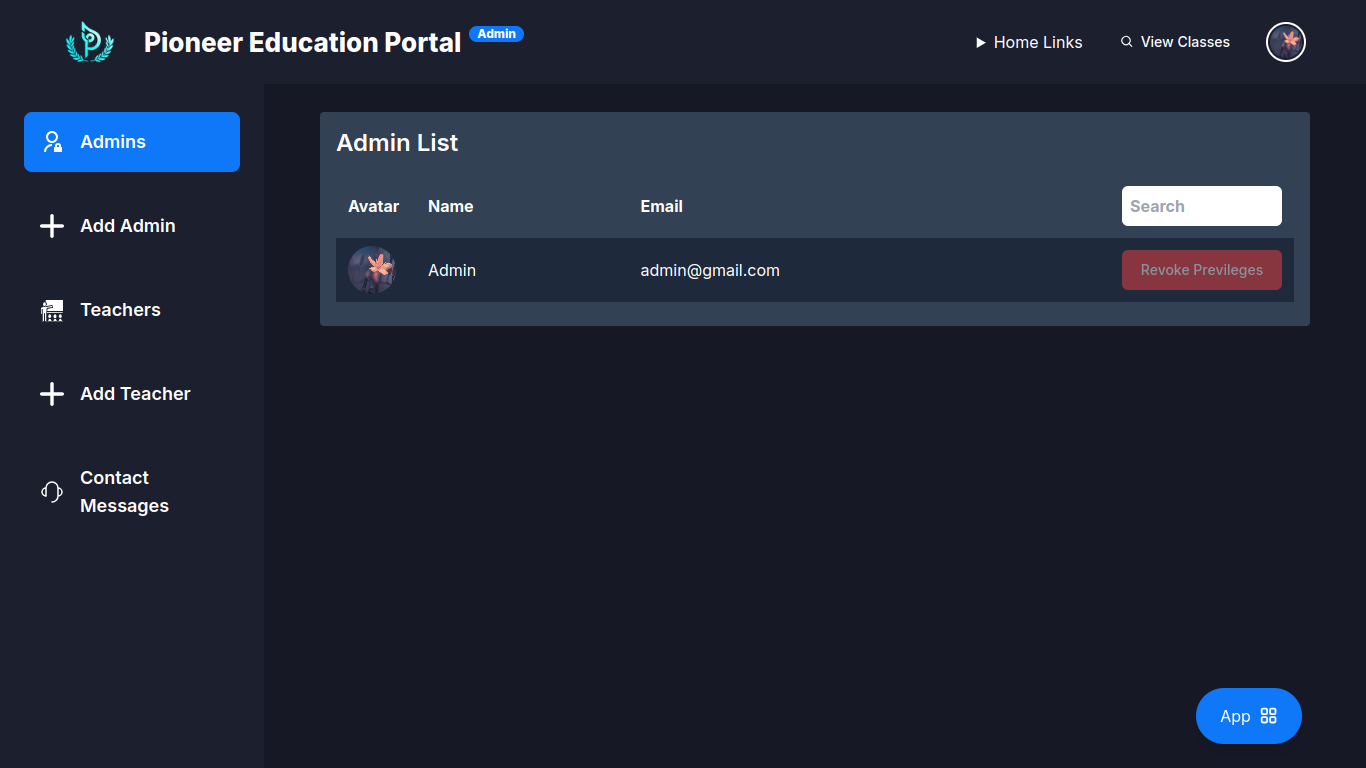 Pioneer Education Portal Admin
Home Links
View Classes
Admins
Add Admin
Teachers
Add Teacher
Contact
Messages
Admin List
Avatar Name Email Search
Admin admin@gmail.com Revoke Previleges
App